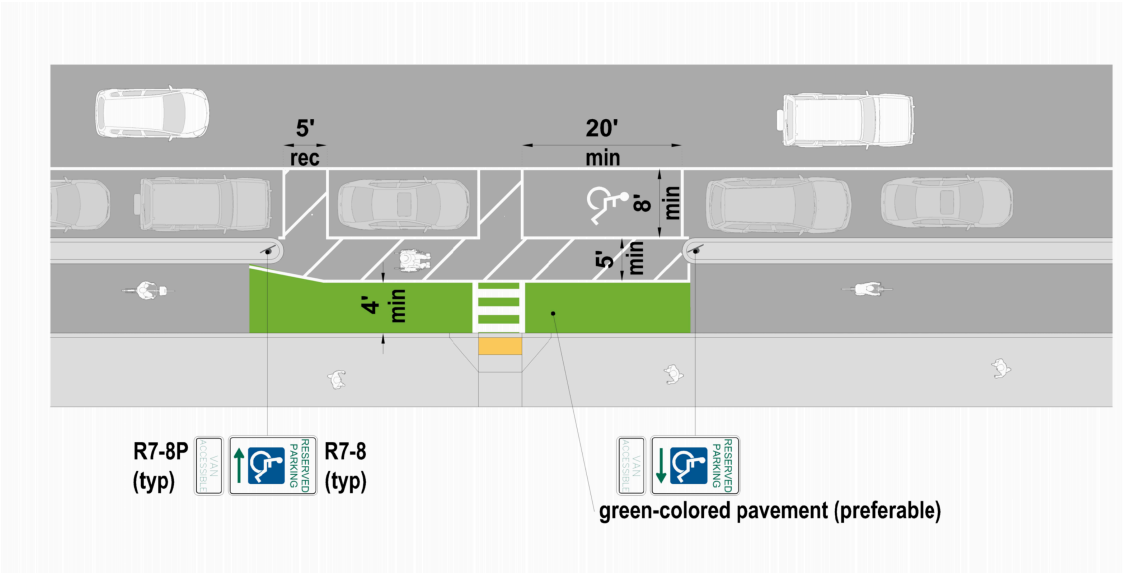 5'
rec
20'
min
8'
min
5'
min
4'
min
R7-8P
(typ)
VAN
ACCESSIBLE
RESERVED
PARKING
R7-8
(typ)
VAN
ACCESSIBLE
RESERVED
PARKING
green-colored pavement (preferable)